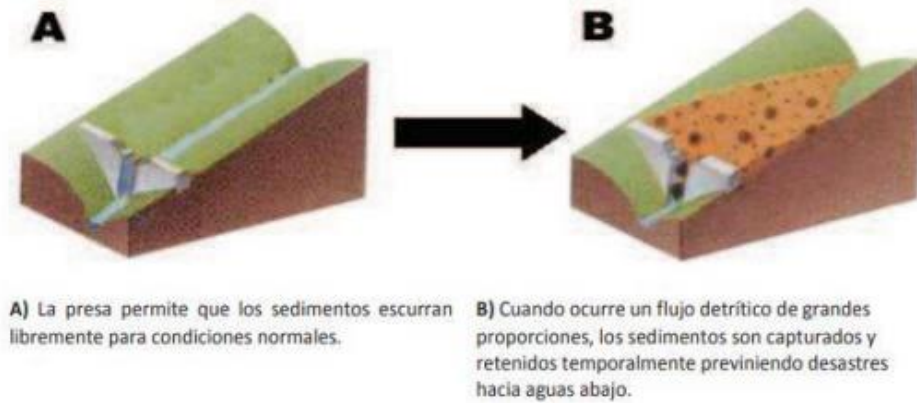 A
B
A) La presa permite que los sedimentos escurran
libremente para condiciones normales.
B) Cuando ocurre un flujo detrítico de grandes
proporciones, los sedimentos son capturados y
retenidos temporalmente previniendo desastres
hacia aguas abajo.